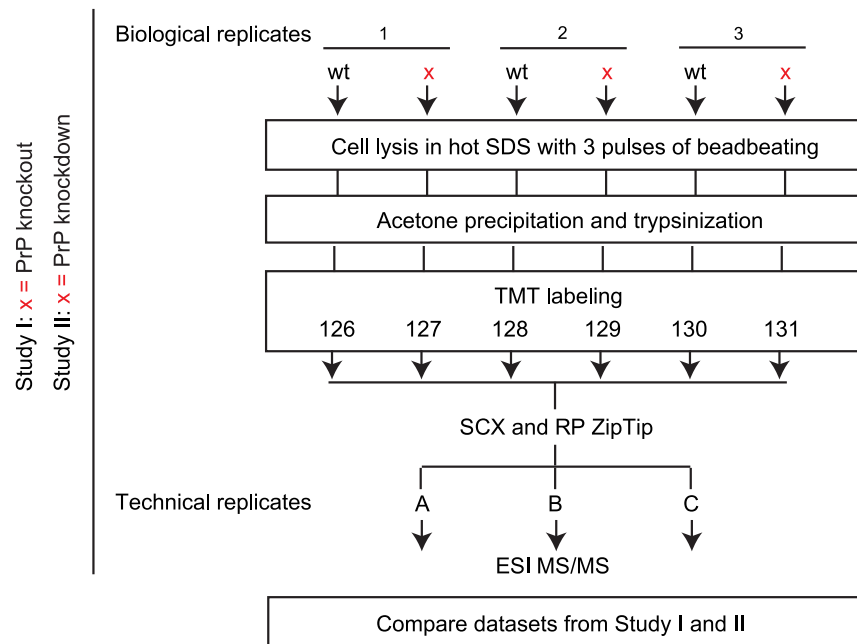 Biological replicates 1 2 3
wt x wt x wt x
Cell lysis in hot SDS with 3 pulses of beadbeating
Acetone precipitation and trypsinization
TMT labeling
126 127 128 129 130 131
SCX and RP ZipTip
Technical replicates A B C
ESI MS/MS
Compare datasets from Study I and II
Study I: x = PrP knockout
Study II: x = PrP knockdown